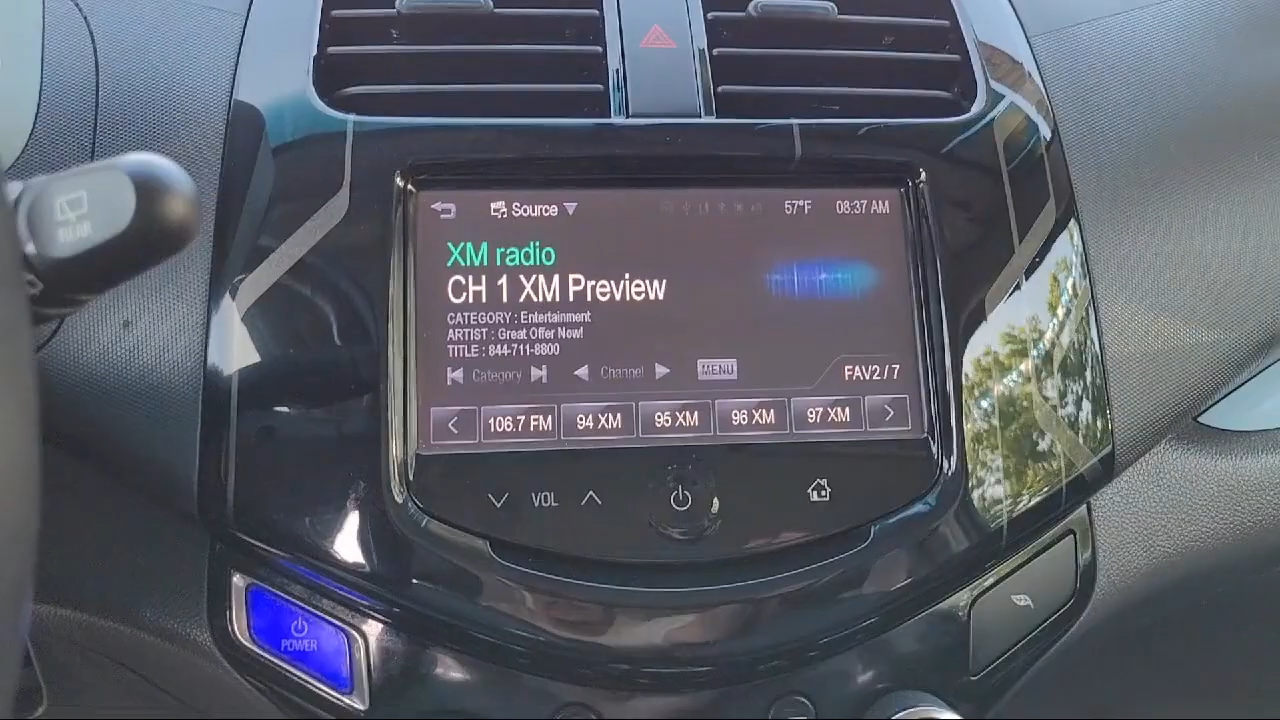 Source 57°F 08:37 AM
XM radio
CH 1 XM Preview
CATEGORY : Entertainment
ARTIST : Great Offer Now!
TITLE : 844-711-8800
Category Channel MENU FAV2 / 7
106.7 FM 94 XM 95 XM 96 XM 97 XM
VOL
REAR
POWER